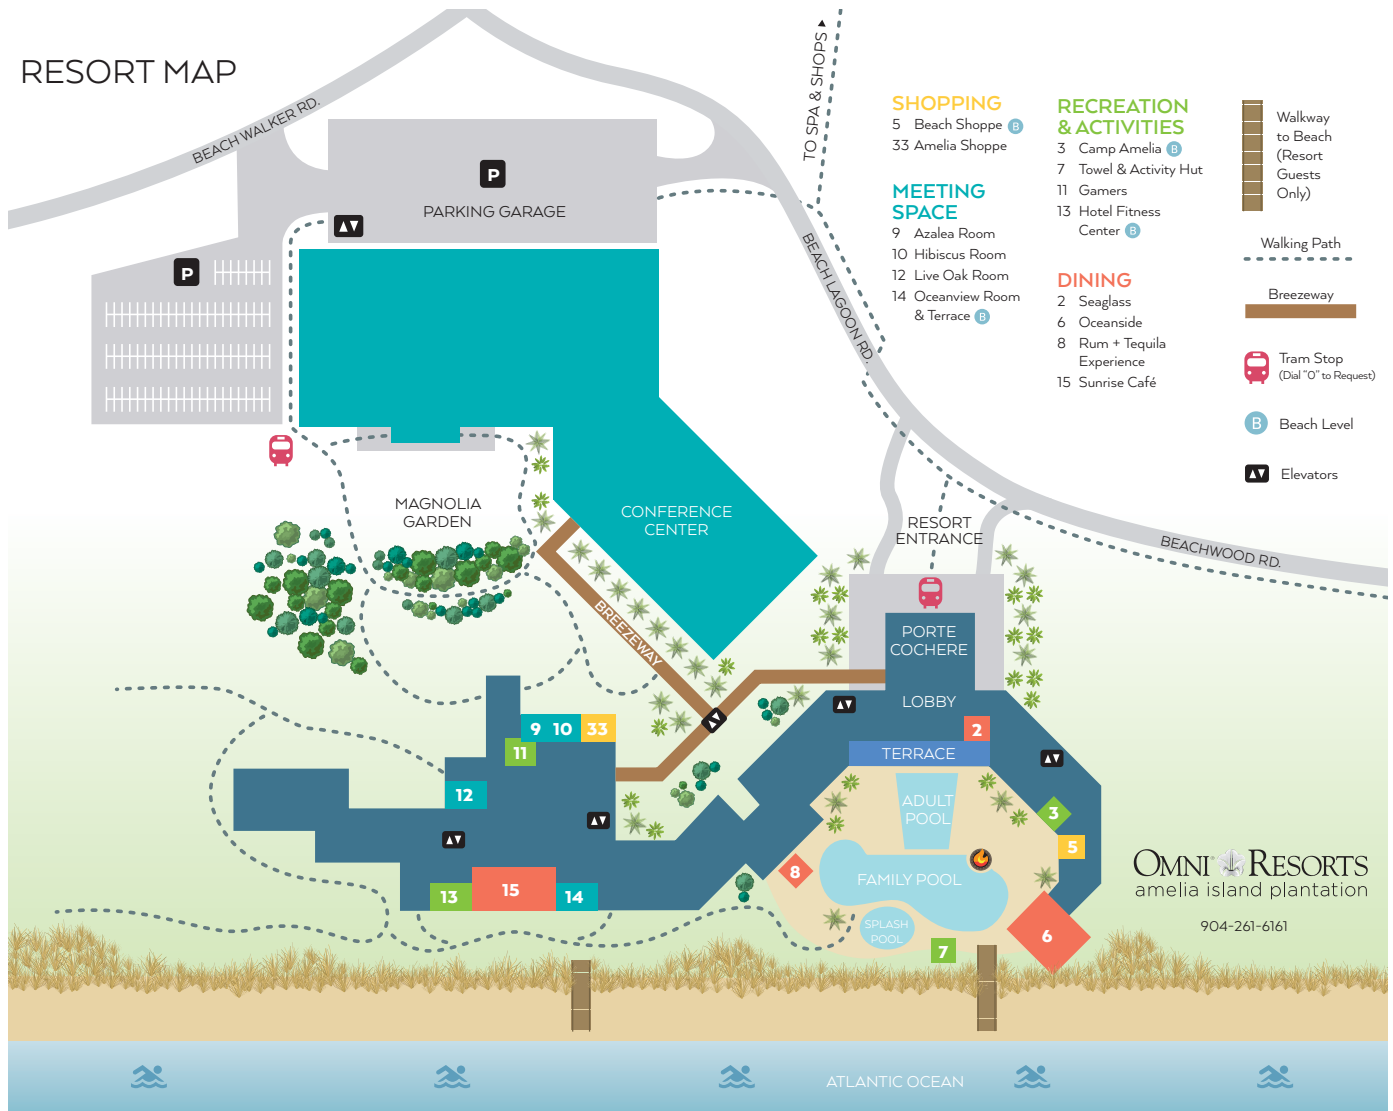 RESORT MAP
BEACH WALKER RD.
TO SPA & SHOPS
P
PARKING GARAGE
P
BEACH LAGOON RD.
SHOPPING
5 Beach Shoppe B
33 Amelia Shoppe
MEETING
SPACE
9 Azalea Room
10 Hibiscus Room
12 Live Oak Room
14 Oceanview Room
& Terrace B
RECREATION
& ACTIVITIES
3 Camp Amelia B
7 Towel & Activity Hut
11 Gamers
13 Hotel Fitness
Center B
DINING
2 Seaglass
6 Oceanside
8 Rum + Tequila
Experience
15 Sunrise Café
Walkway
to Beach
(Resort
Guests
Only)
Walking Path
Breezeway
Tram Stop
(Dial "0" to Request)
B Beach Level
Elevators
MAGNOLIA
GARDEN
CONFERENCE
CENTER
RESORT
ENTRANCE
BEACHWOOD RD.
BREEZEWAY
PORTE
COCHERE
LOBBY
2
TERRACE
9 10 33
11
12
13
15
14
ADULT
POOL
3
5
8
FAMILY POOL
SPLASH
POOL
7
6
OMNI RESORTS
amelia island plantation
904-261-6161
ATLANTIC OCEAN